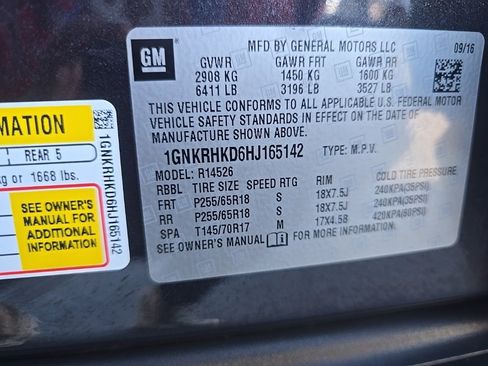 GM
MFD BY GENERAL MOTORS LLC
09/16
GVWR GAWR FRT GAWR RR
2908 KG 1450 KG 1600 KG
6411 LB 3196 LB 3527 LB
THIS VEHICLE CONFORMS TO ALL APPLICABLE U.S. FEDERAL MOTOR
VEHICLE SAFETY STANDARDS IN EFFECT ON THE DATE OF
MANUFACTURE SHOWN ABOVE.
1GNKRHKD6HJ165142 TYPE: M.P.V.
MODEL: R14526
RBBL TIRE SIZE SPEED RTG RIM
FRT P255/65R18 S 18X7.5J 240KPA(35PSI)
RR P255/65R18 S 18X7.5J 240KPA(35PSI)
SPA T145/70R17 M 17X4.5B 420KPA(60PSI)
SEE OWNER'S MANUAL FOR MORE INFORMATION.
MATION
REAR 5
kg or 1668 lbs.
SEE OWNER'S
MANUAL FOR
ADDITIONAL
INFORMATION
1GNKRHKD6HJ165142